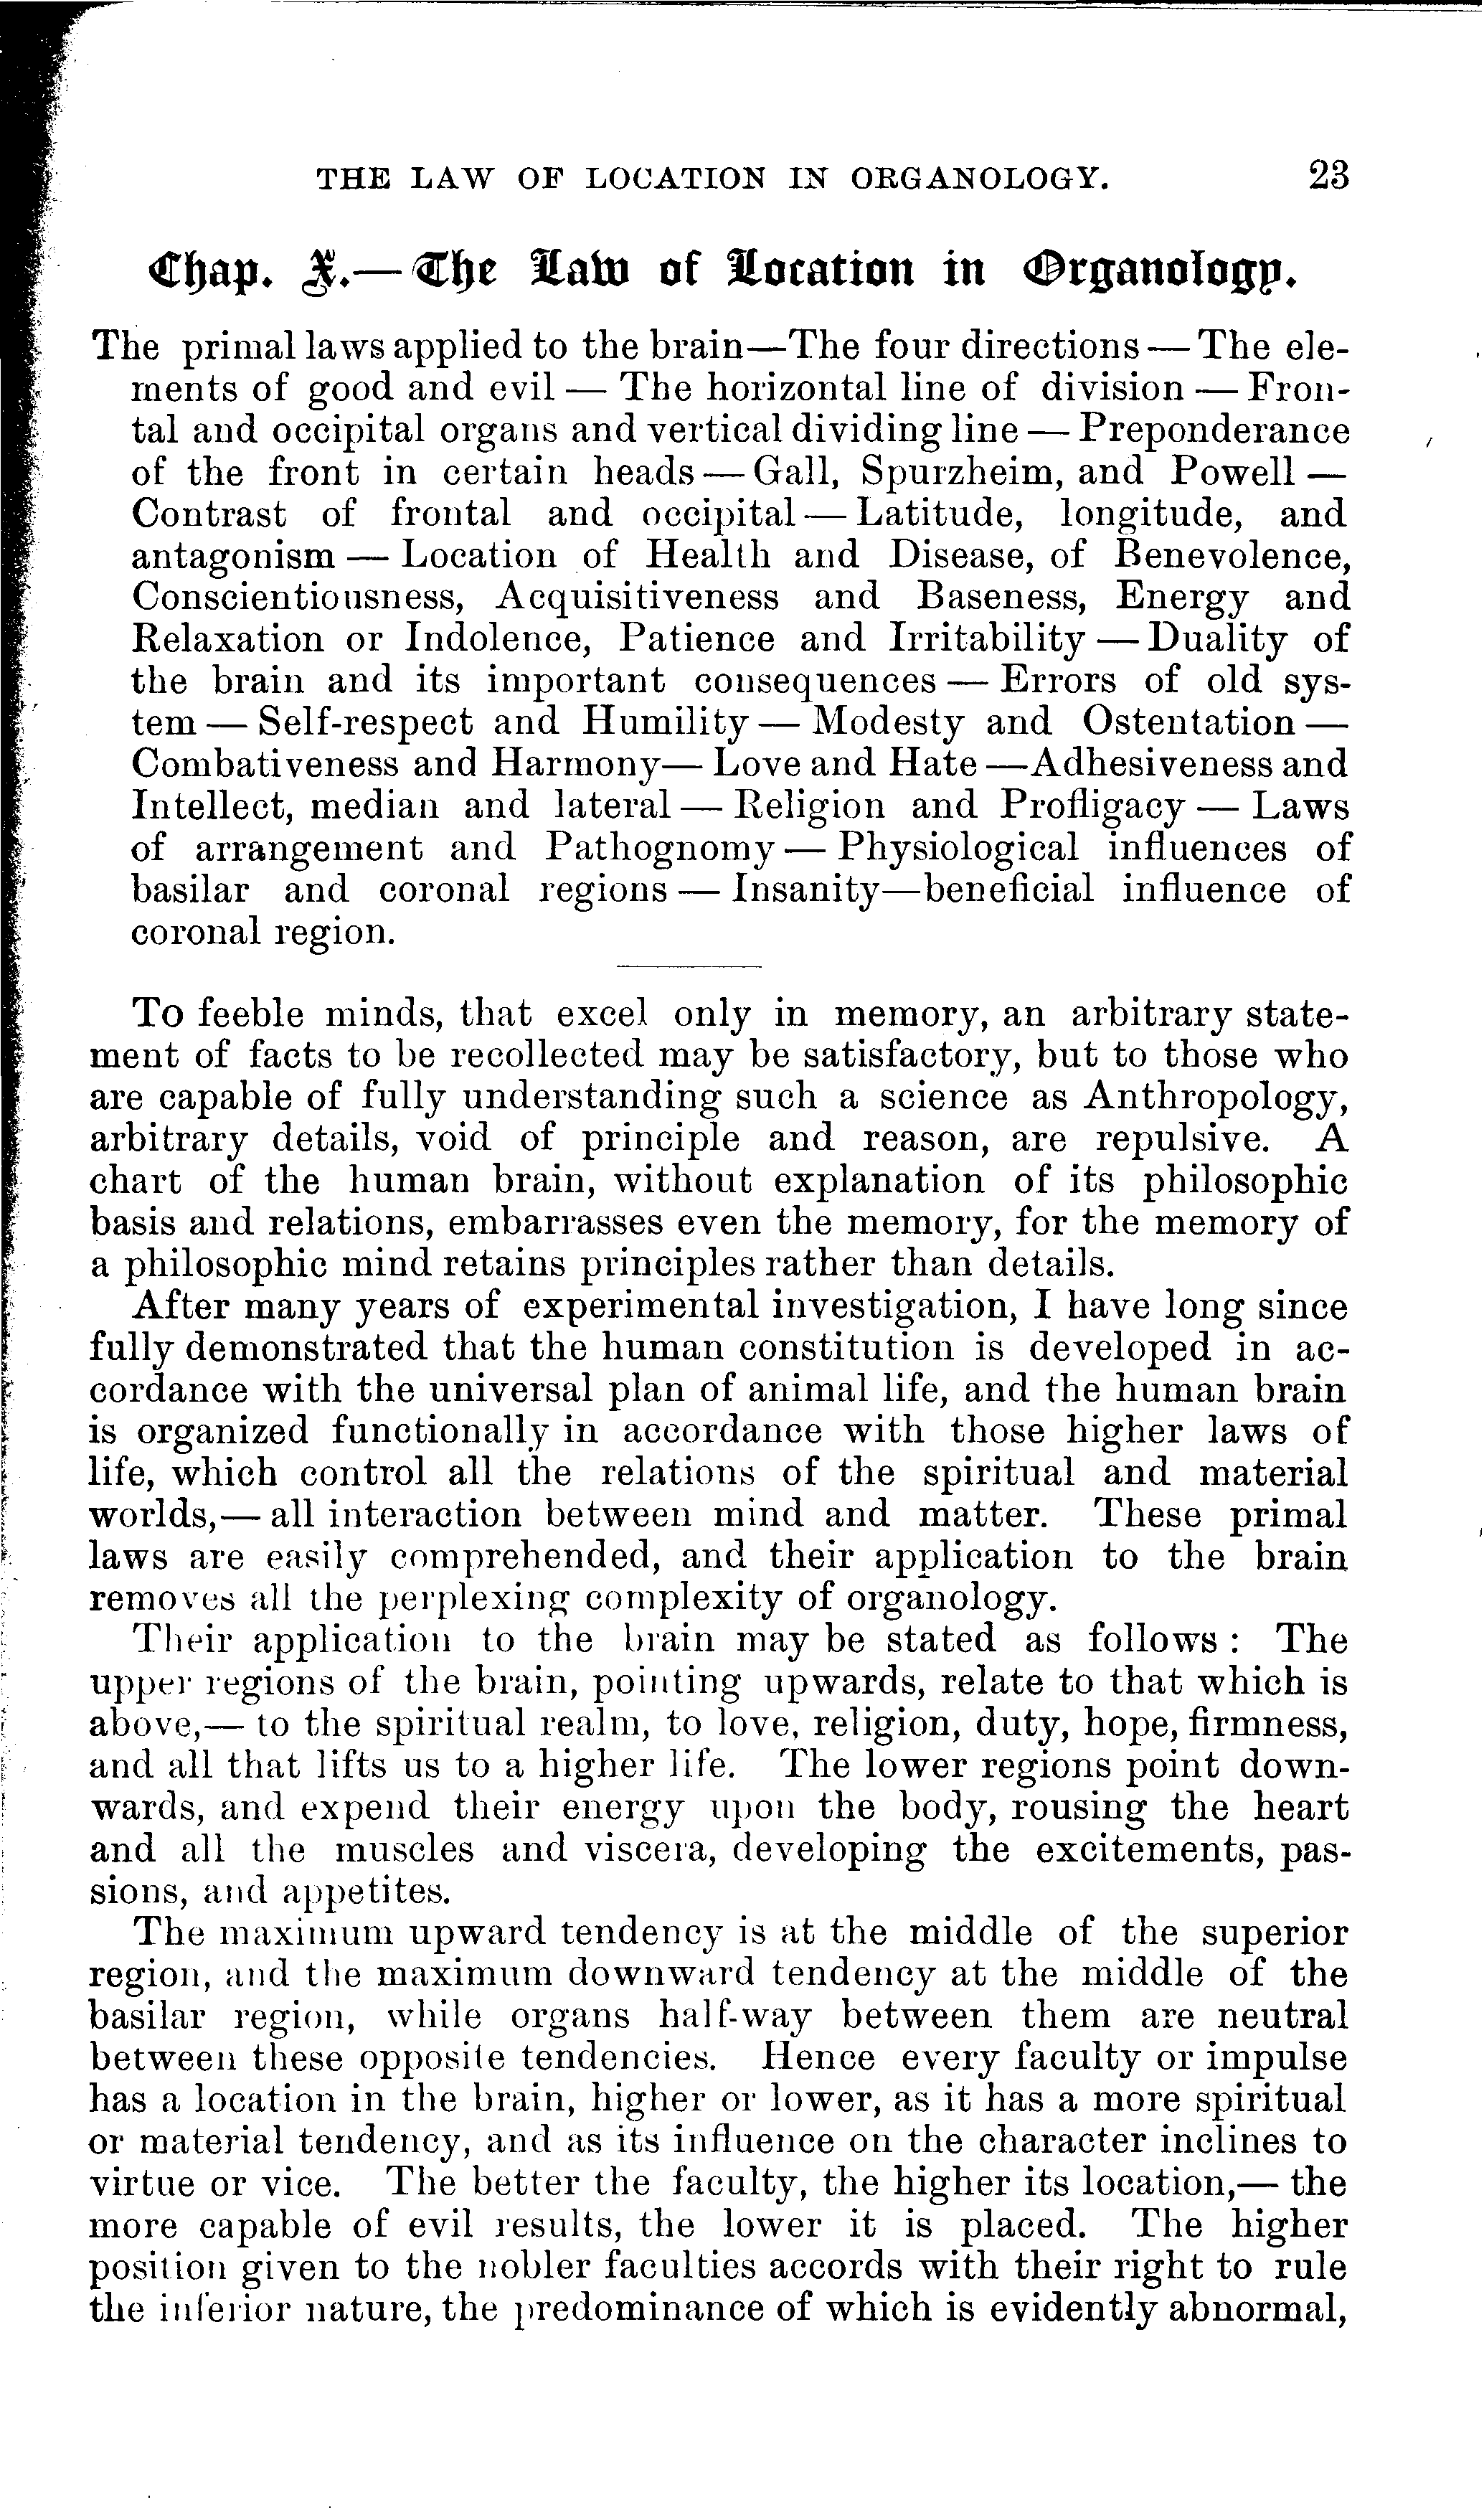 THE LAW OF LOCATION IN ORGANOLOGY. 23
Chap. X.—The Law of Location in Organology.
The primal laws applied to the brain—The four directions — The ele-
ments of good and evil — The horizontal line of division — Fron-
tal and occipital organs and vertical dividing line — Preponderance
of the front in certain heads — Gall, Spurzheim, and Powell —
Contrast of frontal and occipital — Latitude, longitude, and
antagonism — Location of Health and Disease, of Benevolence,
Conscientiousness, Acquisitiveness and Baseness, Energy and
Relaxation or Indolence, Patience and Irritability — Duality of
the brain and its important consequences — Errors of old sys-
tem — Self-respect and Humility — Modesty and Ostentation —
Combativeness and Harmony— Love and Hate —Adhesiveness and
Intellect, median and lateral — Religion and Profligacy — Laws
of arrangement and Pathognomy — Physiological influences of
basilar and coronal regions — Insanity—beneficial influence of
coronal region.
To feeble minds, that excel only in memory, an arbitrary state-
ment of facts to be recollected may be satisfactory, but to those who
are capable of fully understanding such a science as Anthropology,
arbitrary details, void of principle and reason, are repulsive. A
chart of the human brain, without explanation of its philosophic
basis and relations, embarrasses even the memory, for the memory of
a philosophic mind retains principles rather than details.
After many years of experimental investigation, I have long since
fully demonstrated that the human constitution is developed in ac-
cordance with the universal plan of animal life, and the human brain
is organized functionally in accordance with those higher laws of
life, which control all the relations of the spiritual and material
worlds,— all interaction between mind and matter. These primal
laws are easily comprehended, and their application to the brain
removes all the perplexing complexity of organology.
Their application to the brain may be stated as follows : The
upper regions of the brain, pointing upwards, relate to that which is
above,— to the spiritual realm, to love, religion, duty, hope, firmness,
and all that lifts us to a higher life. The lower regions point down-
wards, and expend their energy upon the body, rousing the heart
and all the muscles and viscera, developing the excitements, pas-
sions, and appetites.
The maximum upward tendency is at the middle of the superior
region, and the maximum downward tendency at the middle of the
basilar region, while organs half-way between them are neutral
between these opposite tendencies. Hence every faculty or impulse
has a location in the brain, higher or lower, as it has a more spiritual
or material tendency, and as its influence on the character inclines to
virtue or vice. The better the faculty, the higher its location,— the
more capable of evil results, the lower it is placed. The higher
position given to the nobler faculties accords with their right to rule
the inferior nature, the predominance of which is evidently abnormal,